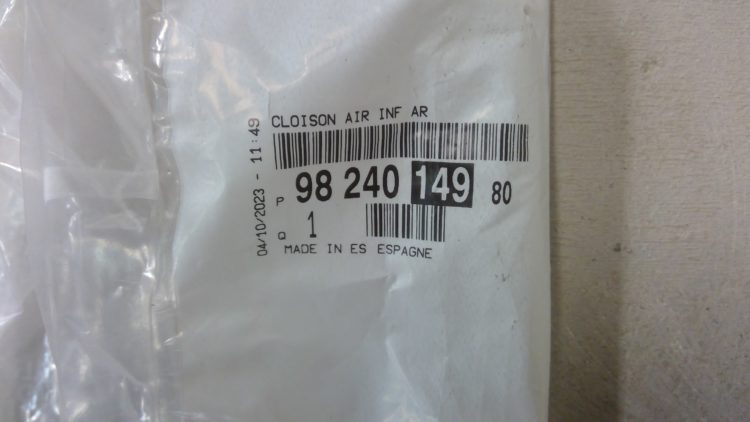 CLOISON AIR INF AR
P 98 240 149 80
Q 1
MADE IN ES ESPAGNE
04/10/2023 - 11:49